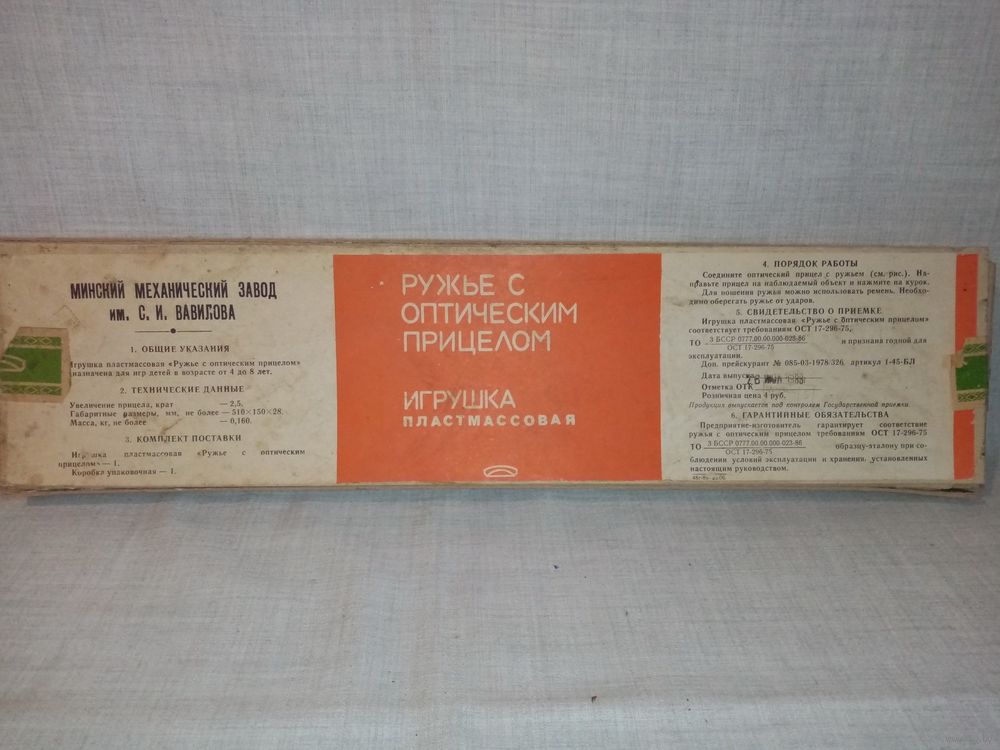 МИНСКИЙ МЕХАНИЧЕСКИЙ ЗАВОД
им. С. И. ВАВИЛОВА
1. ОБЩИЕ УКАЗАНИЯ
Игрушка пластмассовая «Ружье с оптическим прицелом»
назначена для игр детей в возрасте от 4 до 8 лет.
2. ТЕХНИЧЕСКИЕ ДАННЫЕ
Увеличение прицела, крат — 2,5.
Габаритные размеры, мм, не более — 510×150×28.
Масса, кг, не более — 0,160.
3. КОМПЛЕКТ ПОСТАВКИ
Игрушка пластмассовая «Ружье с оптическим
прицелом» — 1.
Коробка упаковочная — 1.
РУЖЬЕ С
ОПТИЧЕСКИМ
ПРИЦЕЛОМ
ИГРУШКА
ПЛАСТМАССОВАЯ
4. ПОРЯДОК РАБОТЫ
Соедините оптический прицел с ружьем (см. рис.). На-
правьте прицел на наблюдаемый объект и нажмите на курок.
Для ношения ружья можно использовать ремень. Необхо-
димо оберегать ружье от ударов.
5. СВИДЕТЕЛЬСТВО О ПРИЕМКЕ
Игрушка пластмассовая «Ружье с оптическим прицелом»
соответствует требованиям ОСТ 17-296-75,
ТО З БССР 0777.00.00.000-028-86 и признана годной для
ОСТ 17-296-75
эксплуатации.
Доп. прейскурант № 085-03-1978/326, артикул 1-45-БЛ
Дата выпуска
Отметка ОТК
Розничная цена 4 руб.
Продукция выпускается под контролем Государственной приемки.
6. ГАРАНТИЙНЫЕ ОБЯЗАТЕЛЬСТВА
Предприятие-изготовитель гарантирует соответствие
ружья с оптическим прицелом требованиям ОСТ 17-296-75
ТО З БССР 0777.00.00.000-023-86 образцу-эталону при со-
ОСТ 17-296-75
блюдении условий эксплуатации и хранения, установленных
настоящим руководством.